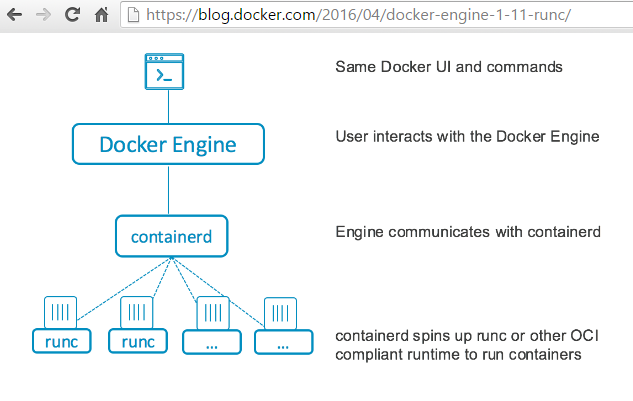 https://blog.docker.com/2016/04/docker-engine-1-11-runc/
Same Docker UI and commands
Docker Engine
User interacts with the Docker Engine
containerd
Engine communicates with containerd
runc
runc
...
...
containerd spins up runc or other OCI
compliant runtime to run containers